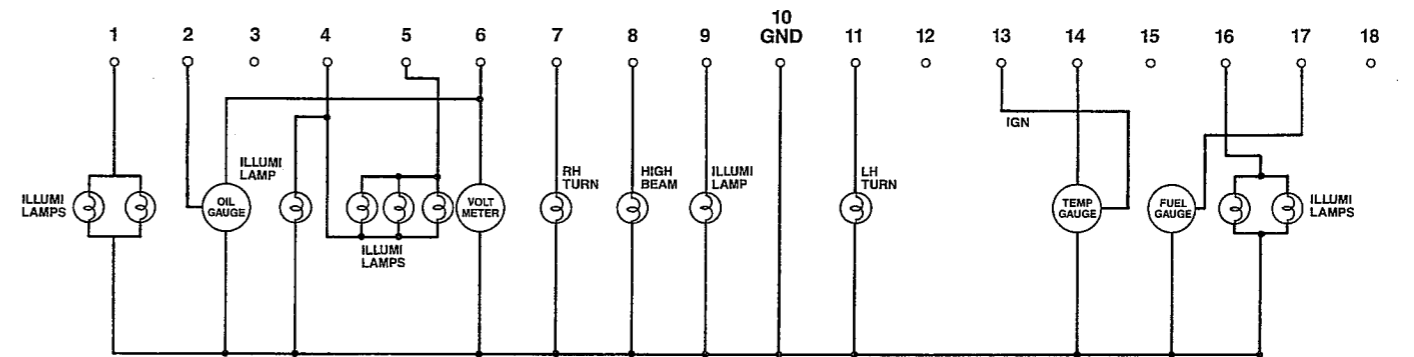 1 2 3 4 5 6 7 8 9 10 11 12 13 14 15 16 17 18
GND
IGN
ILLUMI
LAMPS
OIL
GAUGE
ILLUMI
LAMP
ILLUMI
LAMPS
VOLT
METER
RH
TURN
HIGH
BEAM
ILLUMI
LAMP
LH
TURN
TEMP
GAUGE
FUEL
GAUGE
ILLUMI
LAMPS